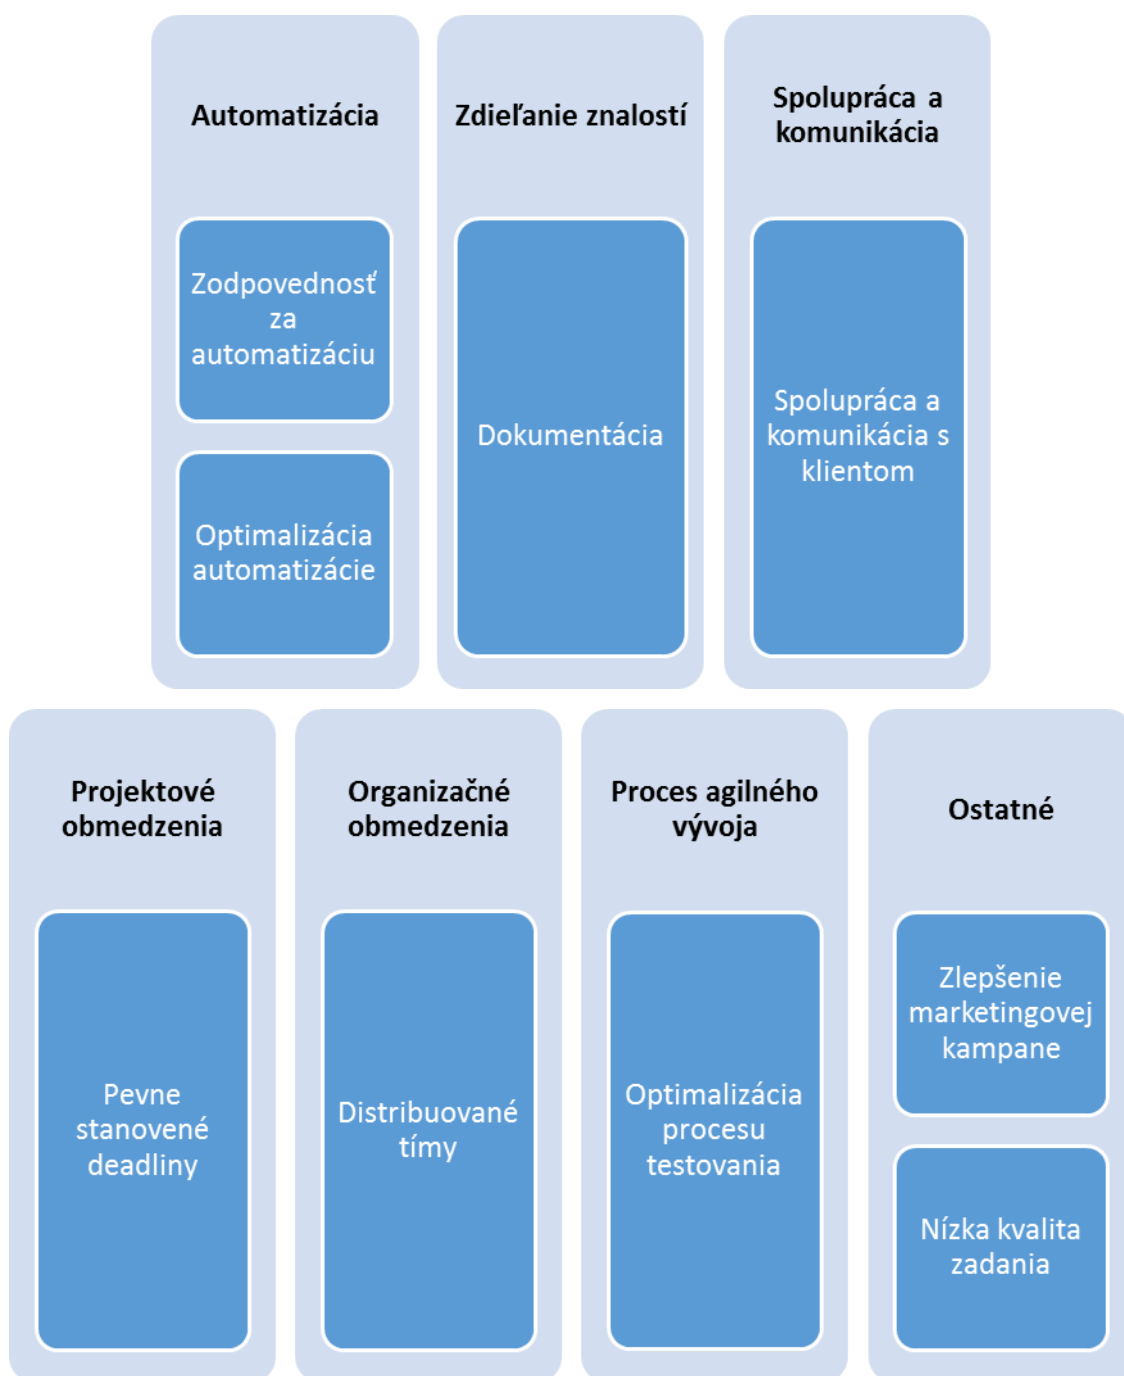 Automatizácia
Zodpovednosť
za
automatizáciu
Optimalizácia
automatizácie
Zdieľanie znalostí
Dokumentácia
Spolupráca a
komunikácia
Spolupráca a
komunikácia s
klientom
Projektové
obmedzenia
Pevne
stanovené
deadliny
Organizačné
obmedzenia
Distribuované
tímy
Proces agilného
vývoja
Optimalizácia
procesu
testovania
Ostatné
Zlepšenie
marketingovej
kampane
Nízka kvalita
zadania